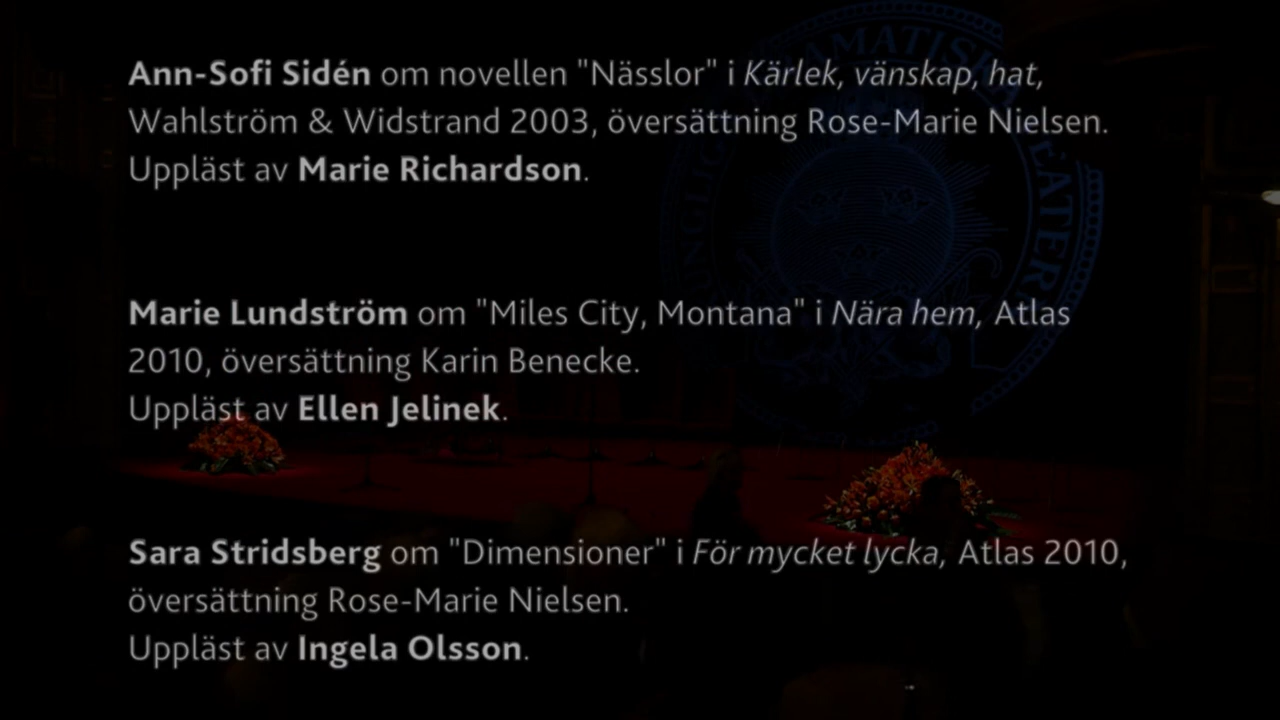 Ann-Sofi Sidén om novellen "Nässlor" i Kärlek, vänskap, hat,
Wahlström & Widstrand 2003, översättning Rose-Marie Nielsen.
Uppläst av Marie Richardson.
Marie Lundström om "Miles City, Montana" i Nära hem, Atlas
2010, översättning Karin Benecke.
Uppläst av Ellen Jelinek.
Sara Stridsberg om "Dimensioner" i För mycket lycka, Atlas 2010,
översättning Rose-Marie Nielsen.
Uppläst av Ingela Olsson.